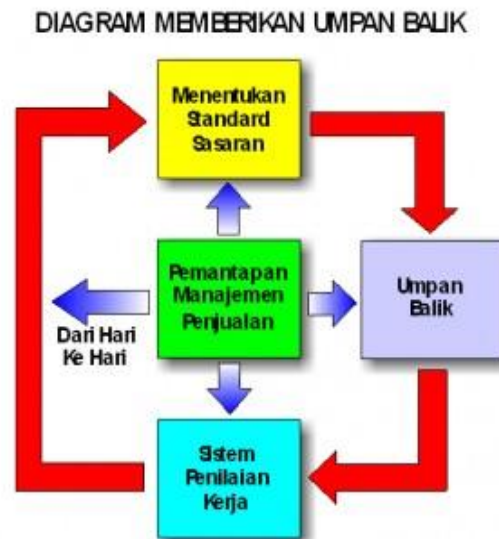 DIAGRAM MEMBERIKAN UMPAN BALIK
Menentukan
Standard
Sasaran
Pemantapan
Manajemen
Penjualan
Umpan
Balik
Dari Hari
Ke Hari
Sistem
Penilaian
Kerja